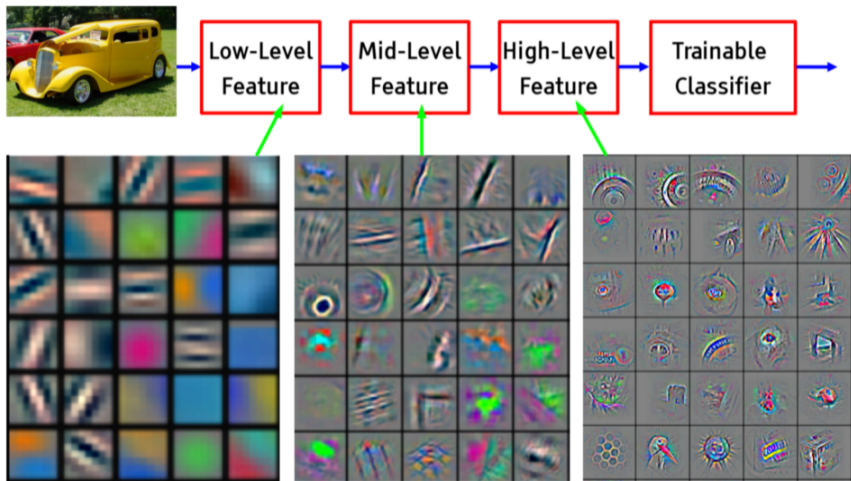 Low-Level
Feature
Mid-Level
Feature
High-Level
Feature
Trainable
Classifier